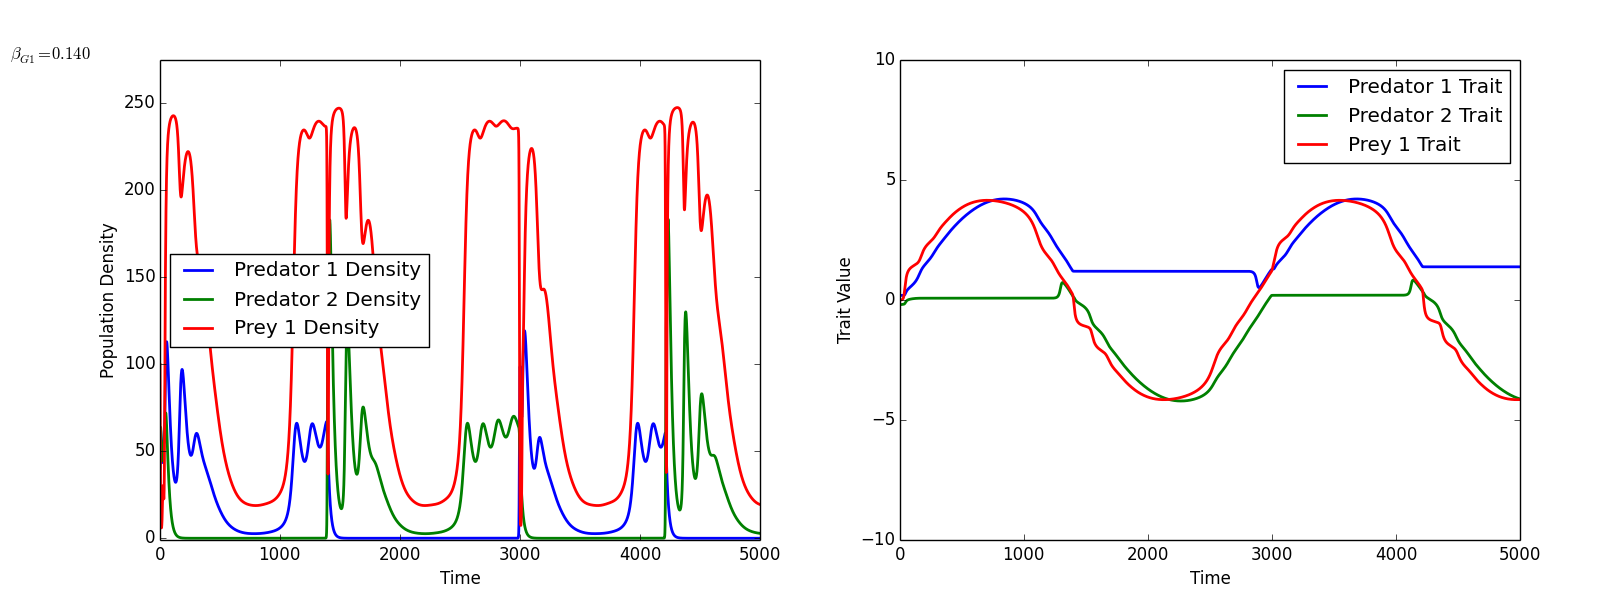 β_G1 = 0.140
Population Density
250
200
150
100
50
0
Predator 1 Density
Predator 2 Density
Prey 1 Density
0 1000 2000 3000 4000 5000
Time
Trait Value
10
5
0
−5
−10
Predator 1 Trait
Predator 2 Trait
Prey 1 Trait
0 1000 2000 3000 4000 5000
Time